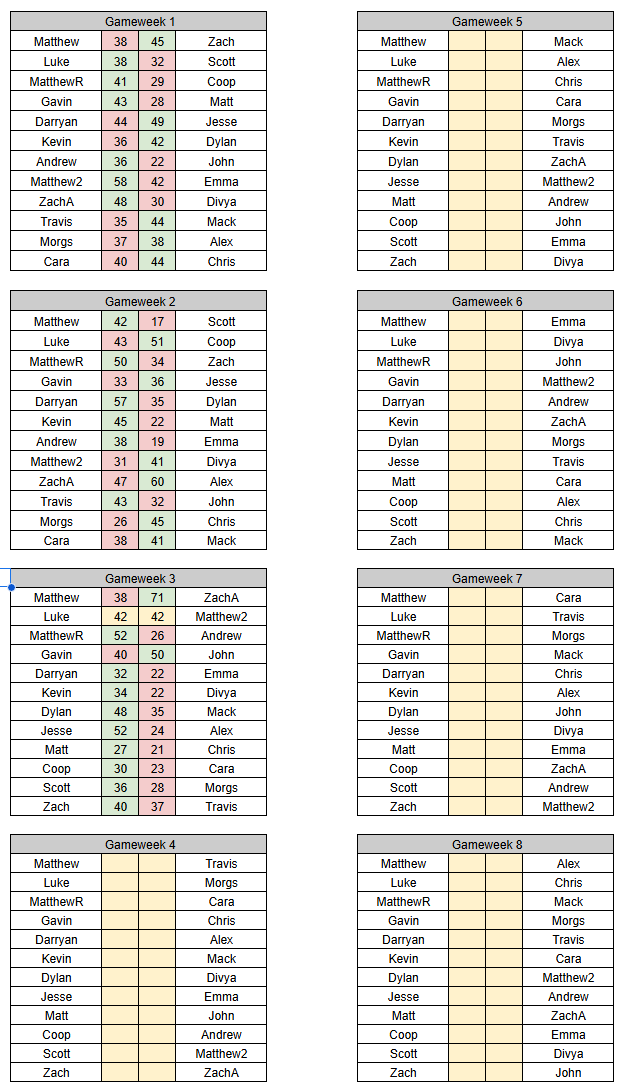 Gameweek 1
Matthew 38 45 Zach
Luke 38 32 Scott
MatthewR 41 29 Coop
Gavin 43 28 Matt
Darryan 44 49 Jesse
Kevin 36 42 Dylan
Andrew 36 22 John
Matthew2 58 42 Emma
ZachA 48 30 Divya
Travis 35 44 Mack
Morgs 37 38 Alex
Cara 40 44 Chris
Gameweek 2
Matthew 42 17 Scott
Luke 43 51 Coop
MatthewR 50 34 Zach
Gavin 33 36 Jesse
Darryan 57 35 Dylan
Kevin 45 22 Matt
Andrew 38 19 Emma
Matthew2 31 41 Divya
ZachA 47 60 Alex
Travis 43 32 John
Morgs 26 45 Chris
Cara 38 41 Mack
Gameweek 3
Matthew 38 71 ZachA
Luke 42 42 Matthew2
MatthewR 52 26 Andrew
Gavin 40 50 John
Darryan 32 22 Emma
Kevin 34 22 Divya
Dylan 48 35 Mack
Jesse 52 24 Alex
Matt 27 21 Chris
Coop 30 23 Cara
Scott 36 28 Morgs
Zach 40 37 Travis
Gameweek 4
Matthew Travis
Luke Morgs
MatthewR Cara
Gavin Chris
Darryan Alex
Kevin Mack
Dylan Divya
Jesse Emma
Matt John
Coop Andrew
Scott Matthew2
Zach ZachA
Gameweek 5
Matthew Mack
Luke Alex
MatthewR Chris
Gavin Cara
Darryan Morgs
Kevin Travis
Dylan ZachA
Jesse Matthew2
Matt Andrew
Coop John
Scott Emma
Zach Divya
Gameweek 6
Matthew Emma
Luke Divya
MatthewR John
Gavin Matthew2
Darryan Andrew
Kevin ZachA
Dylan Morgs
Jesse Travis
Matt Cara
Coop Alex
Scott Chris
Zach Mack
Gameweek 7
Matthew Cara
Luke Travis
MatthewR Morgs
Gavin Mack
Darryan Chris
Kevin Alex
Dylan John
Jesse Divya
Matt Emma
Coop ZachA
Scott Andrew
Zach Matthew2
Gameweek 8
Matthew Alex
Luke Chris
MatthewR Mack
Gavin Morgs
Darryan Travis
Kevin Cara
Dylan Matthew2
Jesse Andrew
Matt ZachA
Coop Emma
Scott Divya
Zach John